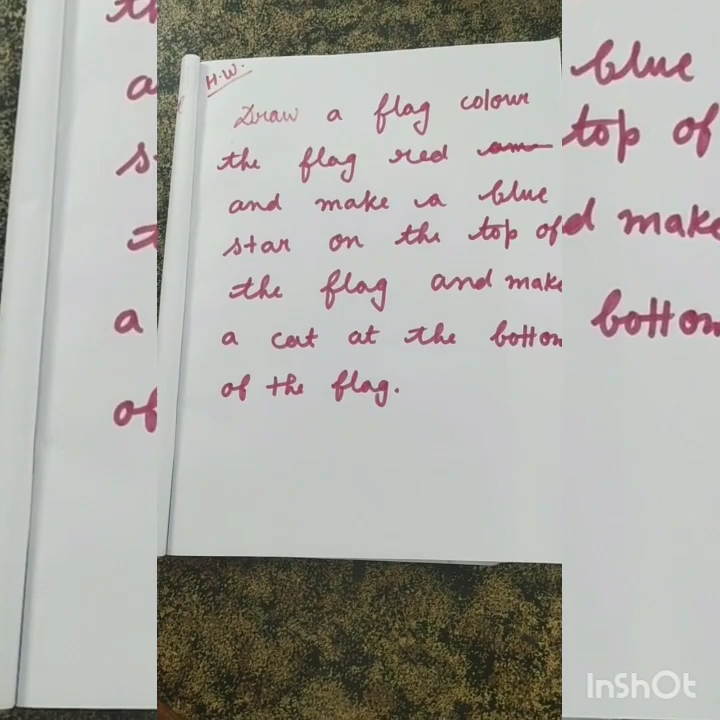 H.W.
Draw a flag colour
the flag red am
and make a blue
star on the top of
the flag and make
a cat at the bottom
of the flag.
InShOt